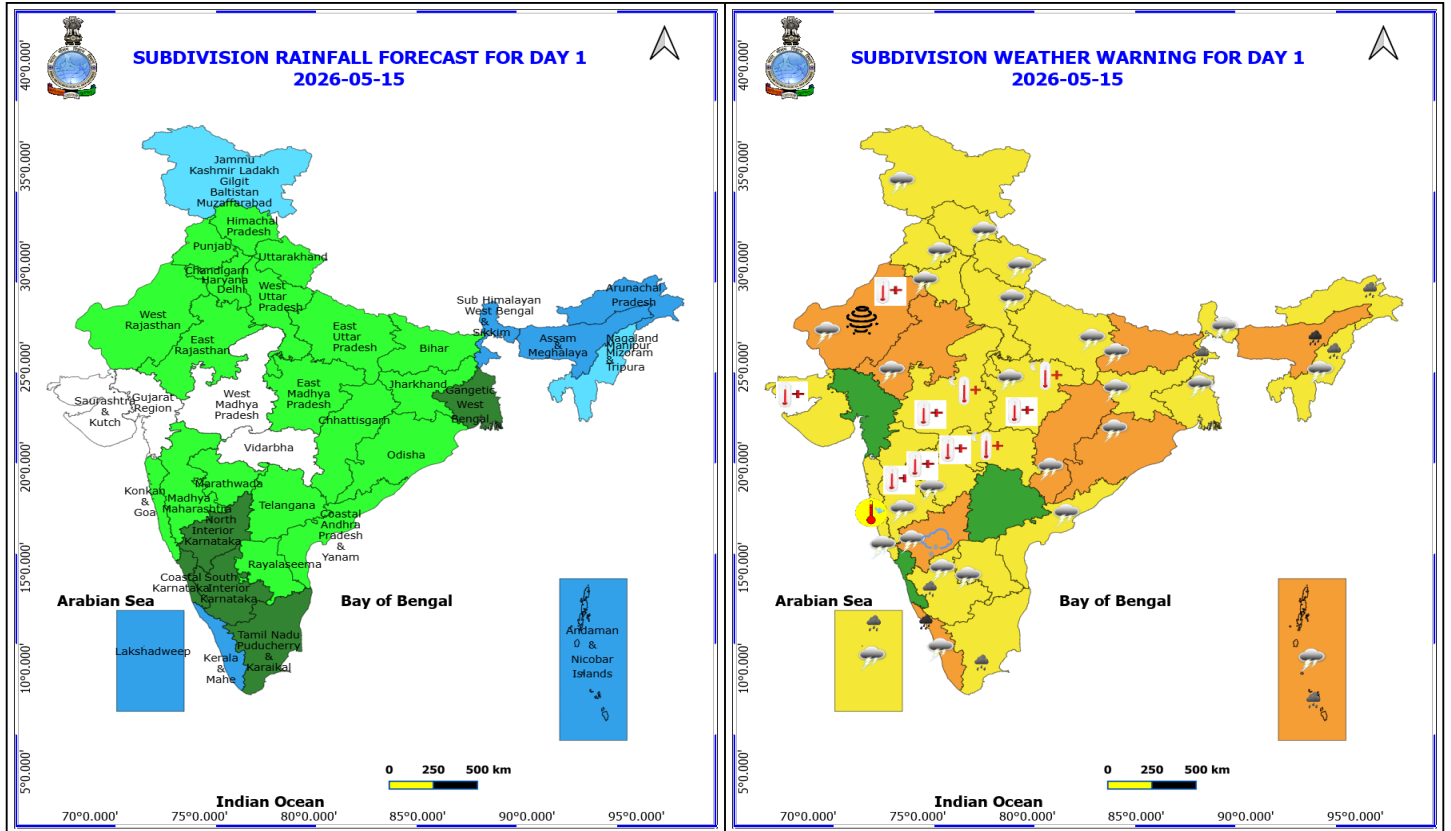 SUBDIVISION RAINFALL FORECAST FOR DAY 1
2026-05-15
40°0.000'
35°0.000'
30°0.000'
25°0.000'
20°0.000'
15°0.000'
10°0.000'
5°0.000'
Jammu
Kashmir Ladakh
Gilgit
Baltistan
Muzaffarabad
Himachal
Pradesh
Punjab
Uttarakhand
Chandigarh
Haryana
Delhi
West
Uttar
Pradesh
West
Rajasthan
East
Rajasthan
East
Uttar
Pradesh
Bihar
Sub Himalayan
West Bengal
&
Sikkim
Arunachal
Pradesh
Assam
&
Meghalaya
Nagaland
Manipur
Mizoram
&
Tripura
Saurashtra
&
Kutch
Gujarat
Region
West
Madhya
Pradesh
East
Madhya
Pradesh
Jharkhand
Gangetic
West
Bengal
Chhattisgarh
Odisha
Vidarbha
Konkan
&
Goa
Madhya
Maharashtra
Marathwada
Telangana
North
Interior
Karnataka
Coastal
Andhra
Pradesh
&
Yanam
Rayalaseema
Coastal
Karnataka
South
Interior
Karnataka
Tamil Nadu
Puducherry
&
Karaikal
Kerala
&
Mahe
Lakshadweep
Andaman
&
Nicobar
Islands
Arabian Sea
Bay of Bengal
Indian Ocean
0 250 500 km
70°0.000' 75°0.000' 80°0.000' 85°0.000' 90°0.000' 95°0.000'
SUBDIVISION WEATHER WARNING FOR DAY 1
2026-05-15
40°0.000'
35°0.000'
30°0.000'
25°0.000'
20°0.000'
15°0.000'
10°0.000'
5°0.000'
Arabian Sea
Bay of Bengal
Indian Ocean
0 250 500 km
70°0.000' 75°0.000' 80°0.000' 85°0.000' 90°0.000' 95°0.000'